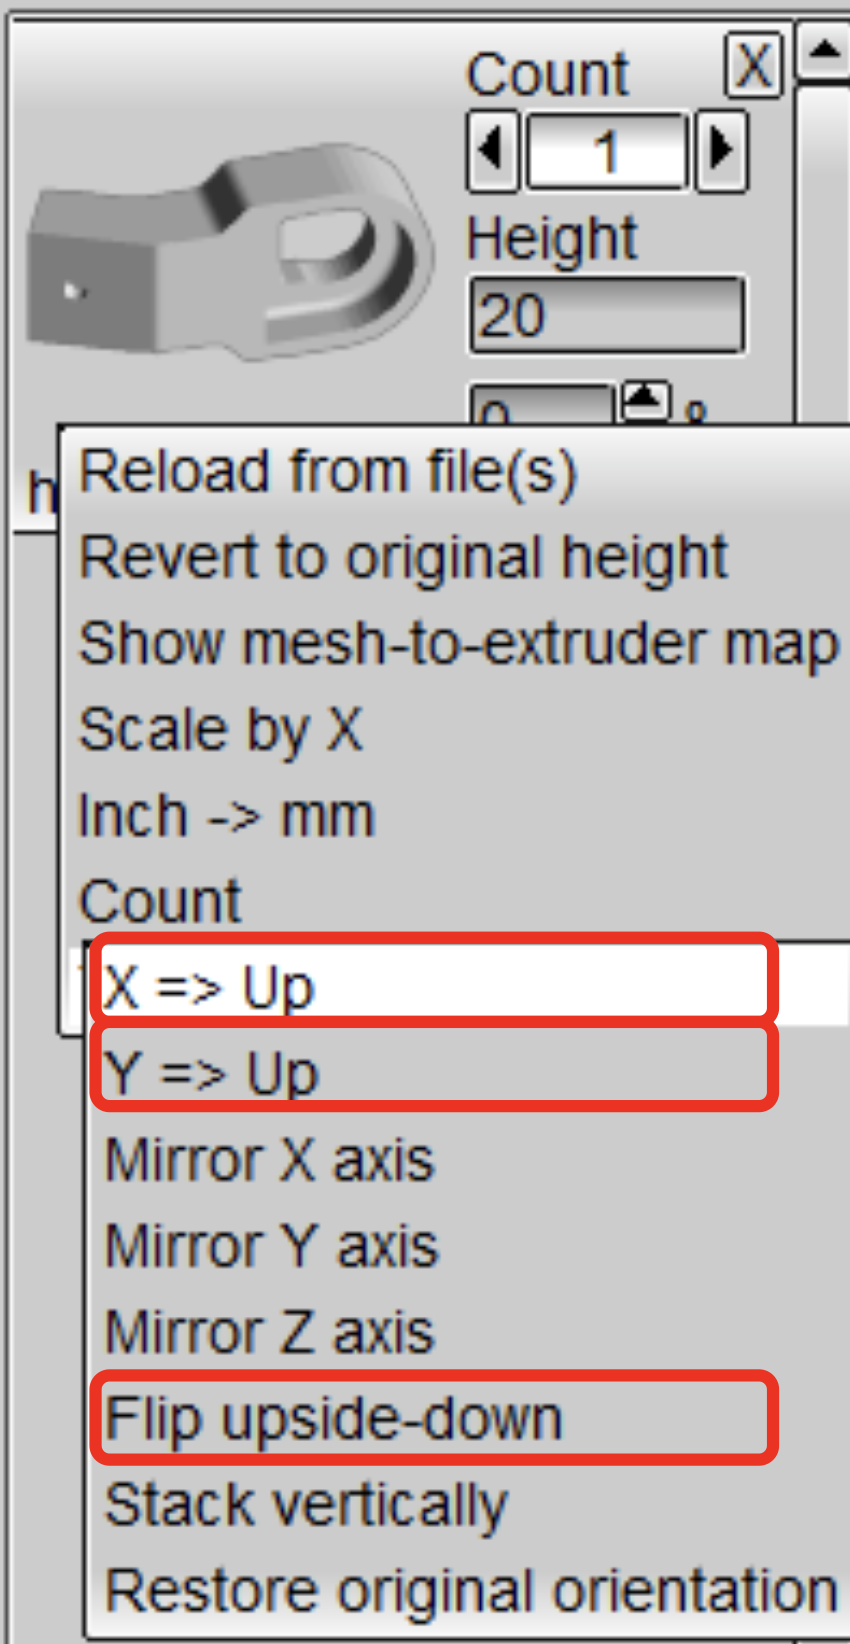 Count
X
1
Height
20
0
h
Reload from file(s)
Revert to original height
Show mesh-to-extruder map
Scale by X
Inch -> mm
Count
X => Up
Y => Up
Mirror X axis
Mirror Y axis
Mirror Z axis
Flip upside-down
Stack vertically
Restore original orientation